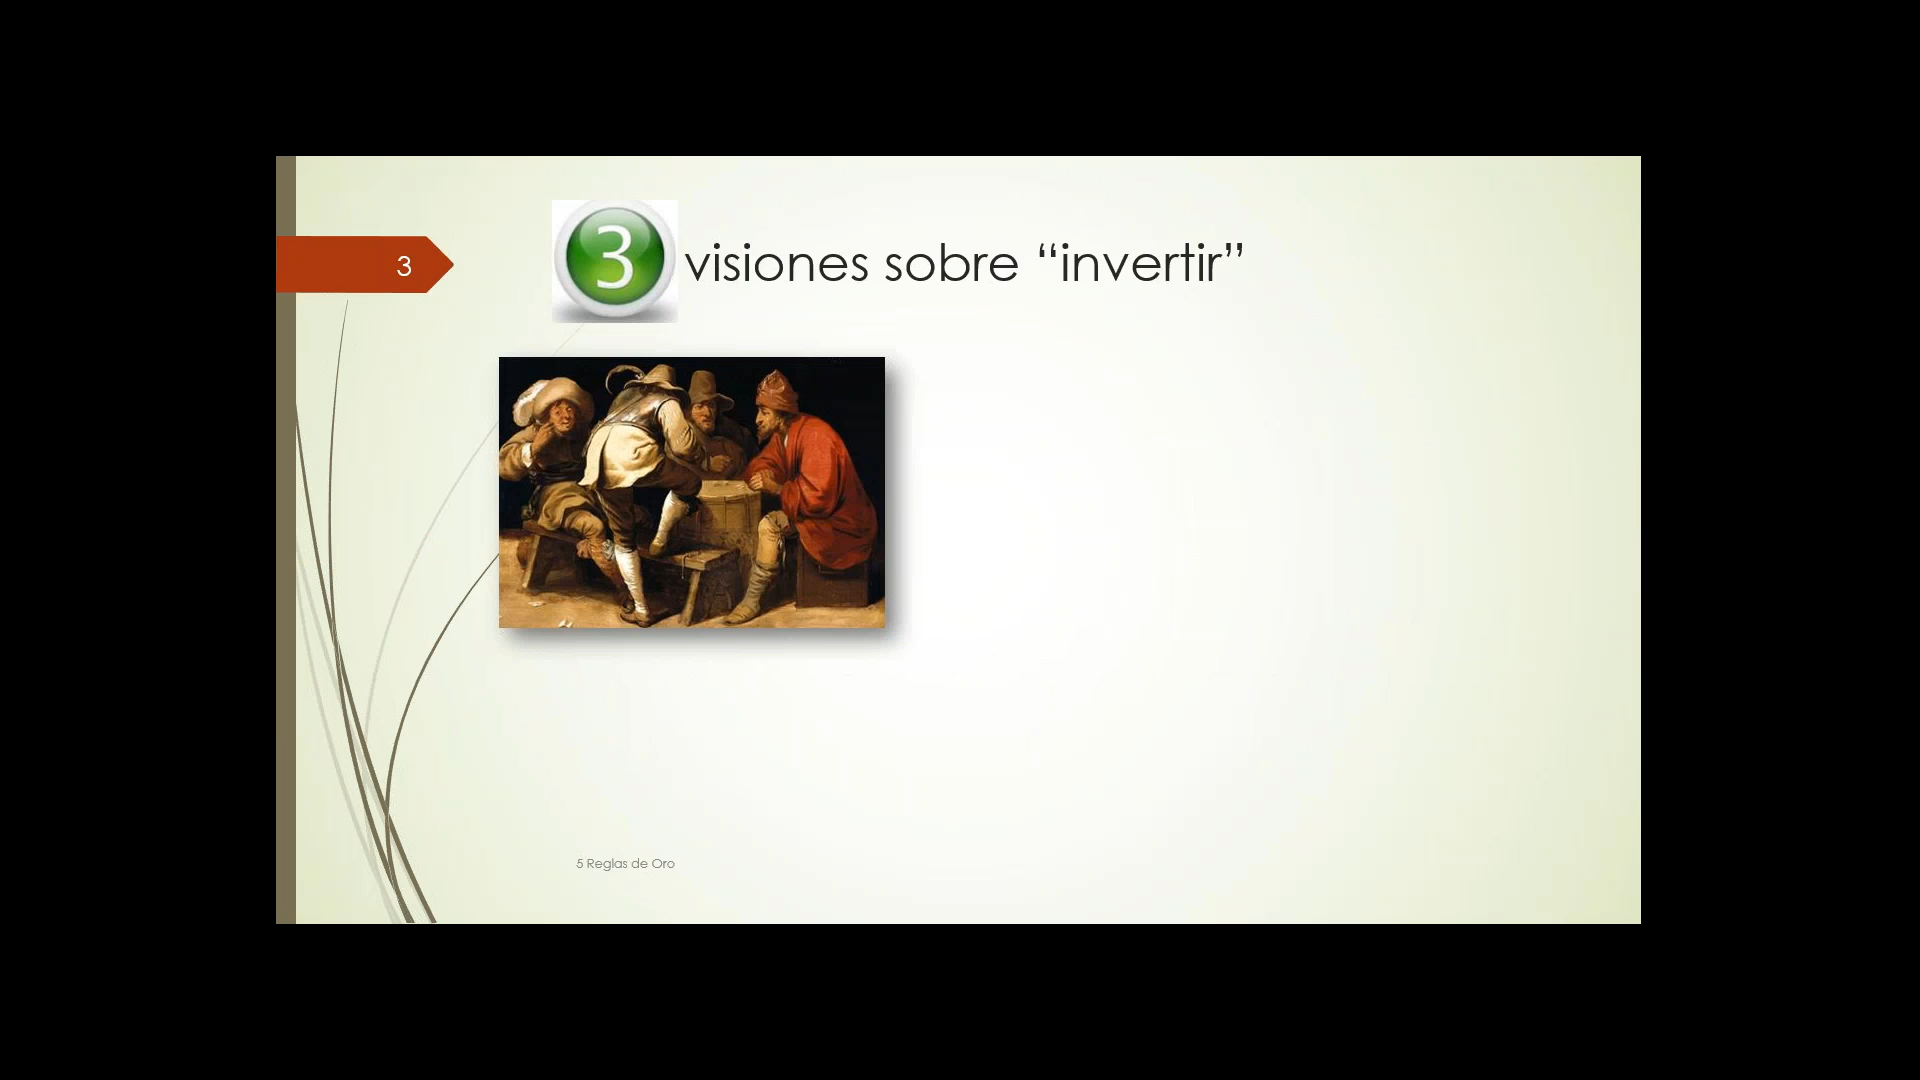 3
3 visiones sobre “invertir”
5 Reglas de Oro